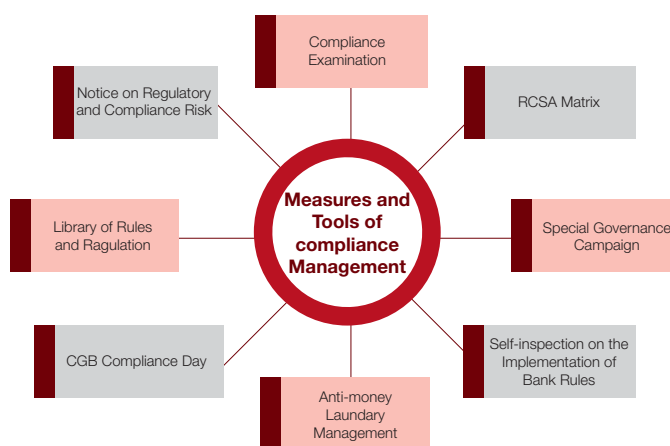 Compliance
Examination
Notice on Regulatory
and Compliance Risk
RCSA Matrix
Measures and
Tools of
compliance
Management
Library of Rules
and Ragulation
Special Governance
Campaign
CGB Compliance Day
Self-inspection on the
Implementation of
Bank Rules
Anti-money
Laundary
Management